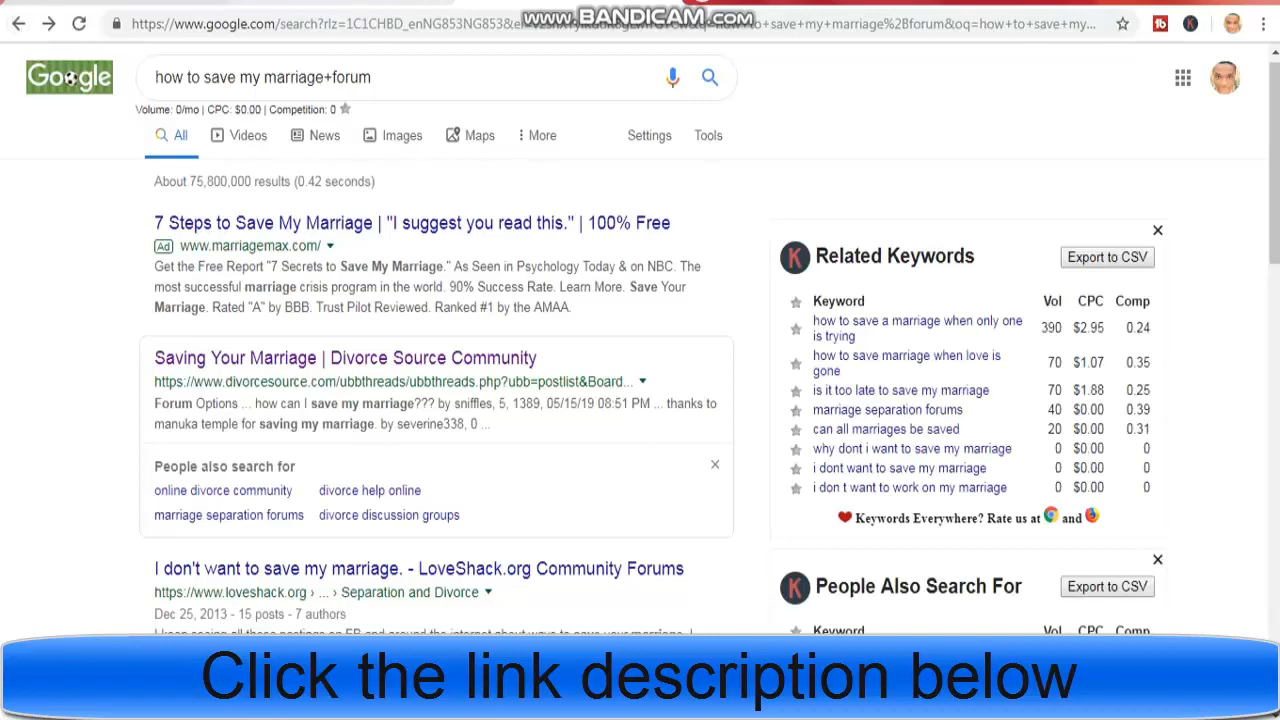 www.BANDICAM.com
https://www.google.com/search?rlz=1C1CHBD_enNG853NG853&
+save+my+marriage%2Bforum&oq=how+to+save+my...
Google
how to save my marriage+forum
Volume: 0/mo | CPC: $0.00 | Competition: 0
All Videos News Images Maps More Settings Tools
About 75,800,000 results (0.42 seconds)
7 Steps to Save My Marriage | "I suggest you read this." | 100% Free
Ad www.marriagemax.com/
Get the Free Report "7 Secrets to Save My Marriage." As Seen in Psychology Today & on NBC. The
most successful marriage crisis program in the world. 90% Success Rate. Learn More. Save Your
Marriage. Rated "A" by BBB. Trust Pilot Reviewed. Ranked #1 by the AMAA.
Saving Your Marriage | Divorce Source Community
https://www.divorcesource.com/ubbthreads/ubbthreads.php?ubb=postlist&Board...
Forum Options ... how can I save my marriage??? by sniffles, 5, 1389, 05/15/19 08:51 PM ... thanks to
manuka temple for saving my marriage. by severine338, 0 ...
People also search for
online divorce community divorce help online
marriage separation forums divorce discussion groups
I don't want to save my marriage. - LoveShack.org Community Forums
https://www.loveshack.org › ... › Separation and Divorce
Dec 25, 2013 - 15 posts - 7 authors
K Related Keywords Export to CSV
Keyword Vol CPC Comp
how to save a marriage when only one
is trying 390 $2.95 0.24
how to save marriage when love is
gone 70 $1.07 0.35
is it too late to save my marriage 70 $1.88 0.25
marriage separation forums 40 $0.00 0.39
can all marriages be saved 20 $0.00 0.31
why dont i want to save my marriage 0 $0.00 0
i dont want to save my marriage 0 $0.00 0
i don t want to work on my marriage 0 $0.00 0
Keywords Everywhere? Rate us at and
K People Also Search For Export to CSV
Keyword Vol CPC Comp
Click the link description below